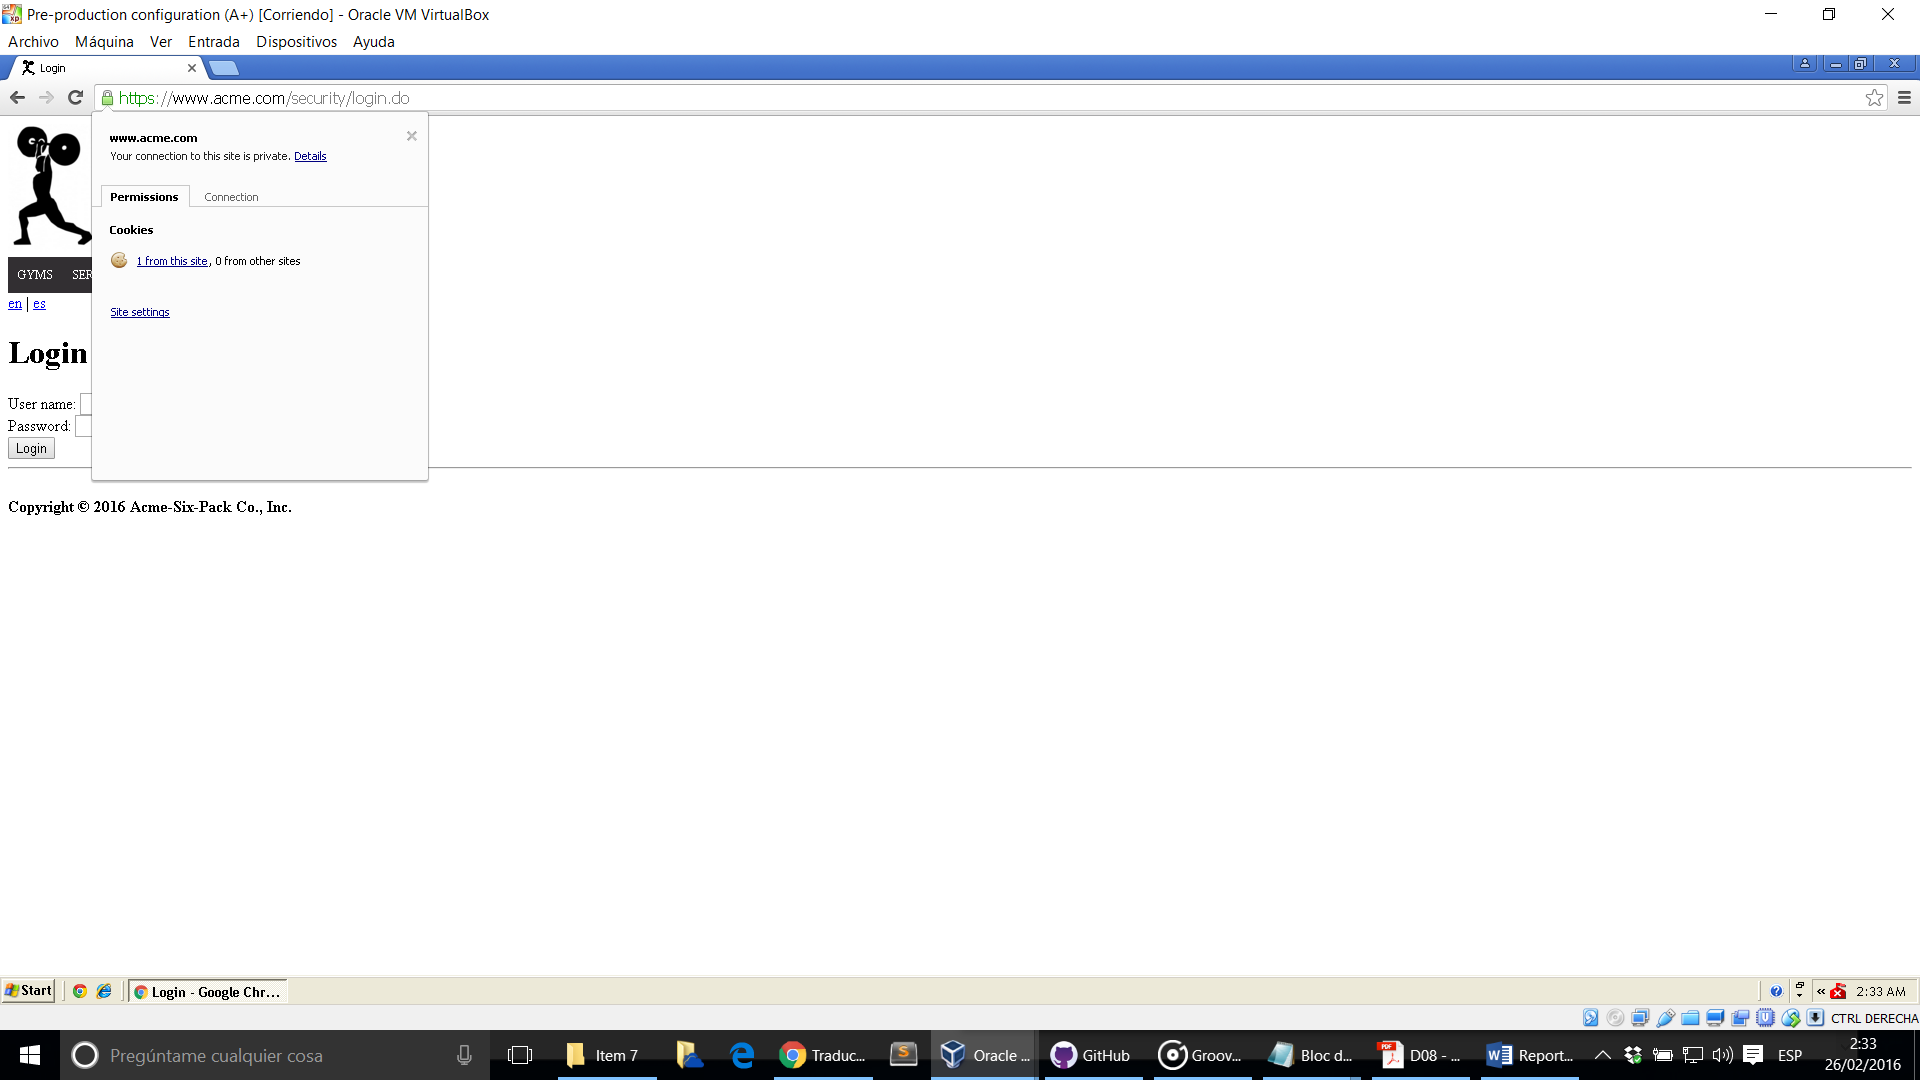 Pre-production configuration (A+) [Corriendo] - Oracle VM VirtualBox
Archivo Máquina Ver Entrada Dispositivos Ayuda
Login
https://www.acme.com/security/login.do
www.acme.com
Your connection to this site is private. Details
Permissions Connection
Cookies
1 from this site, 0 from other sites
Site settings
GYMS SER
en | es
Login
User name:
Password:
Login
Copyright © 2016 Acme-Six-Pack Co., Inc.
Start Login - Google Chr... « 2:33 AM
CTRL DERECHA
Pregúntame cualquier cosa Item 7 Traduc... Oracle ... GitHub Groov... Bloc d... D08 - ... Report... ESP 2:33
26/02/2016